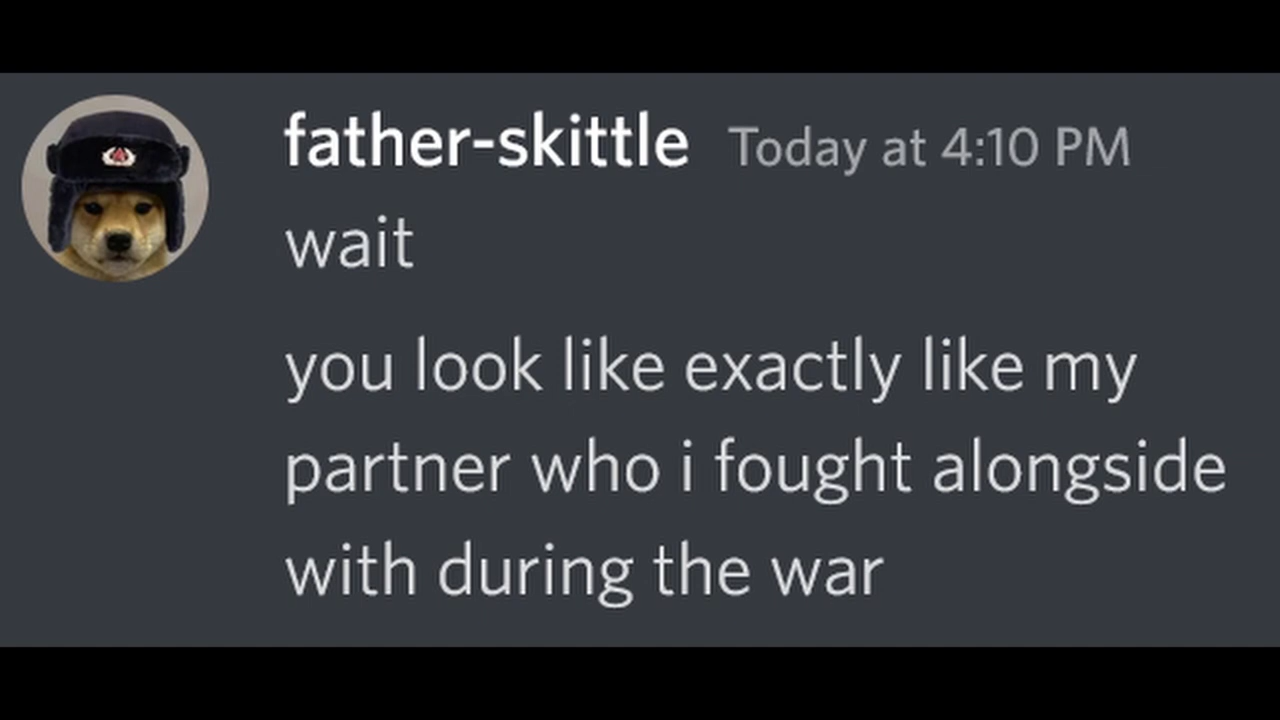 father-skittle Today at 4:10 PM
wait
you look like exactly like my
partner who i fought alongside
with during the war